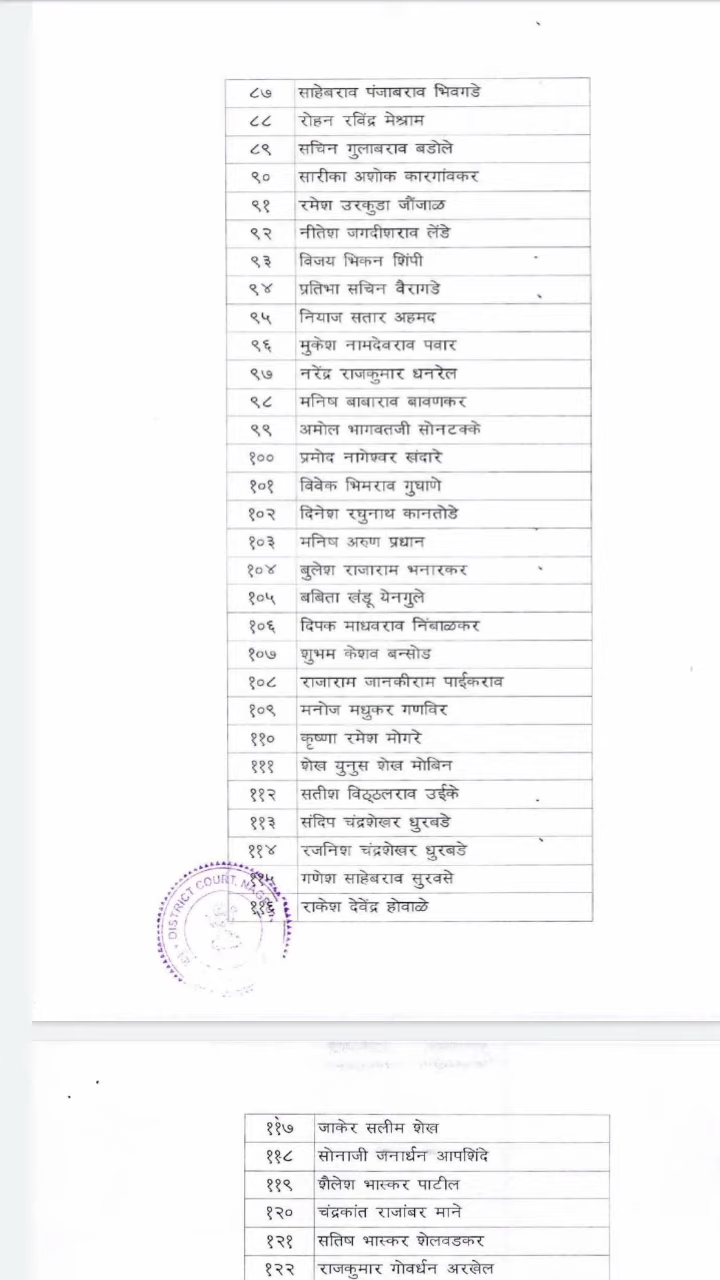 ८७ साहेबराव पंजाबराव भिवगडे
८८ रोहन रविंद्र मेश्राम
८९ सचिन गुलाबराव बडोले
९० सारीका अशोक कारगांवकर
९१ रमेश उरकुडा जौंजाळ
९२ नीतेश जगदीशराव लेंडे
९३ विजय भिकन शिंपी
९४ प्रतिभा सचिन वैरागडे
९५ नियाज सतार अहमद
९६ मुकेश नामदेवराव पवार
९७ नरेंद्र राजकुमार धनरेल
९८ मनिष बाबाराव बावणकर
९९ अमोल भागवतजी सोनटक्के
१०० प्रमोद नागेश्वर खंदारे
१०१ विवेक भिमराव गुघाणे
१०२ दिनेश रघुनाथ कानतोडे
१०३ मनिष अरुण प्रधान
१०४ बुलेश राजाराम भनारकर
१०५ बबिता खंडू येनगुले
१०६ दिपक माधवराव निंबाळकर
१०७ शुभम केशव बन्सोड
१०८ राजाराम जानकीराम पाईकराव
१०९ मनोज मधुकर गणविर
११० कृष्णा रमेश मोगरे
१११ शेख युनुस शेख मोबिन
११२ सतीश विठ्ठलराव उईके
११३ संदिप चंद्रशेखर धुरबडे
११४ रजनिश चंद्रशेखर धुरबडे
११५ गणेश साहेबराव सुरवसे
११६ राकेश देवेंद्र होवाळे
DISTRICT COURT,
११७ जाकेर सलीम शेख
११८ सोनाजी जनार्धन आपशिंदे
११९ शैलेश भास्कर पाटील
१२० चंद्रकांत राजांबर माने
१२१ सतिष भास्कर शेलवडकर
१२२ राजकुमार गोवर्धन अरखेल